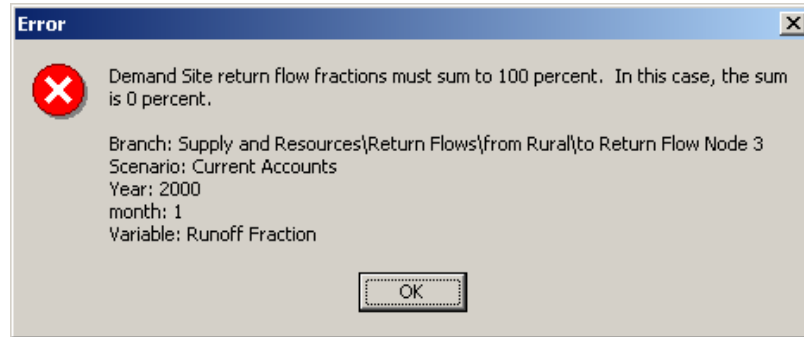 Error
Demand Site return flow fractions must sum to 100 percent.  In this case, the sum
is 0 percent.
Branch: Supply and Resources\Return Flows\from Rural\to Return Flow Node 3
Scenario: Current Accounts
Year: 2000
month: 1
Variable: Runoff Fraction
OK